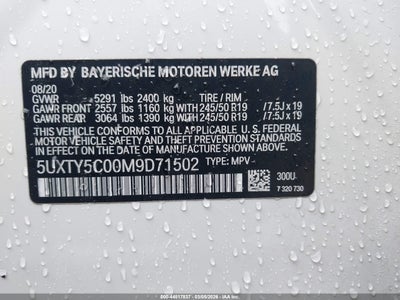 MFD BY BAYERISCHE MOTOREN WERKE AG
08/20
GVWR 5291 lbs 2400 kg TIRE / RIM
GAWR FRONT 2557 lbs 1160 kg WITH 245/50 R19 /7.5J x 19
GAWR REAR 3064 lbs 1390 kg WITH 245/50 R19 /7.5J x 19
THIS VEHICLE CONFORMS TO ALL APPLICABLE U.S. FEDERAL
MOTOR VEHICLE SAFETY STANDARDS IN EFFECT ON THE DATE
OF MANUFACTURE SHOWN ABOVE.
5UXTY5C00M9D71502 TYPE: MPV
300U
7 320 730